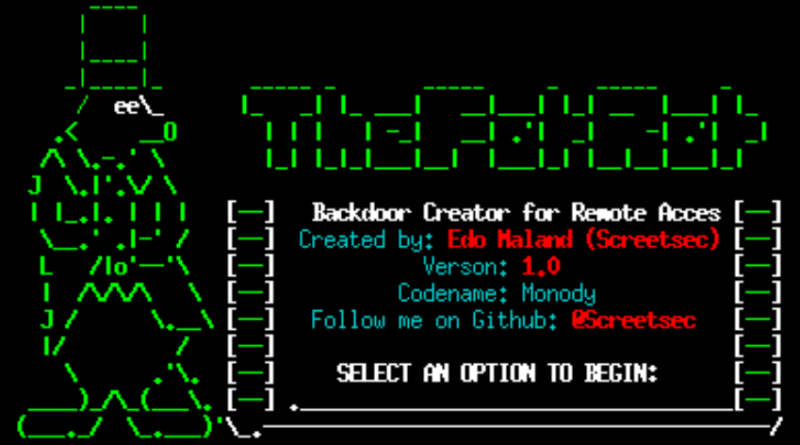 TheFatRat
Backdoor Creator for Remote Acces
Created by: Edo Maland (Screetsec)
Verson: 1.0
Codename: Monody
Follow me on Github: @Screetsec
SELECT AN OPTION TO BEGIN: